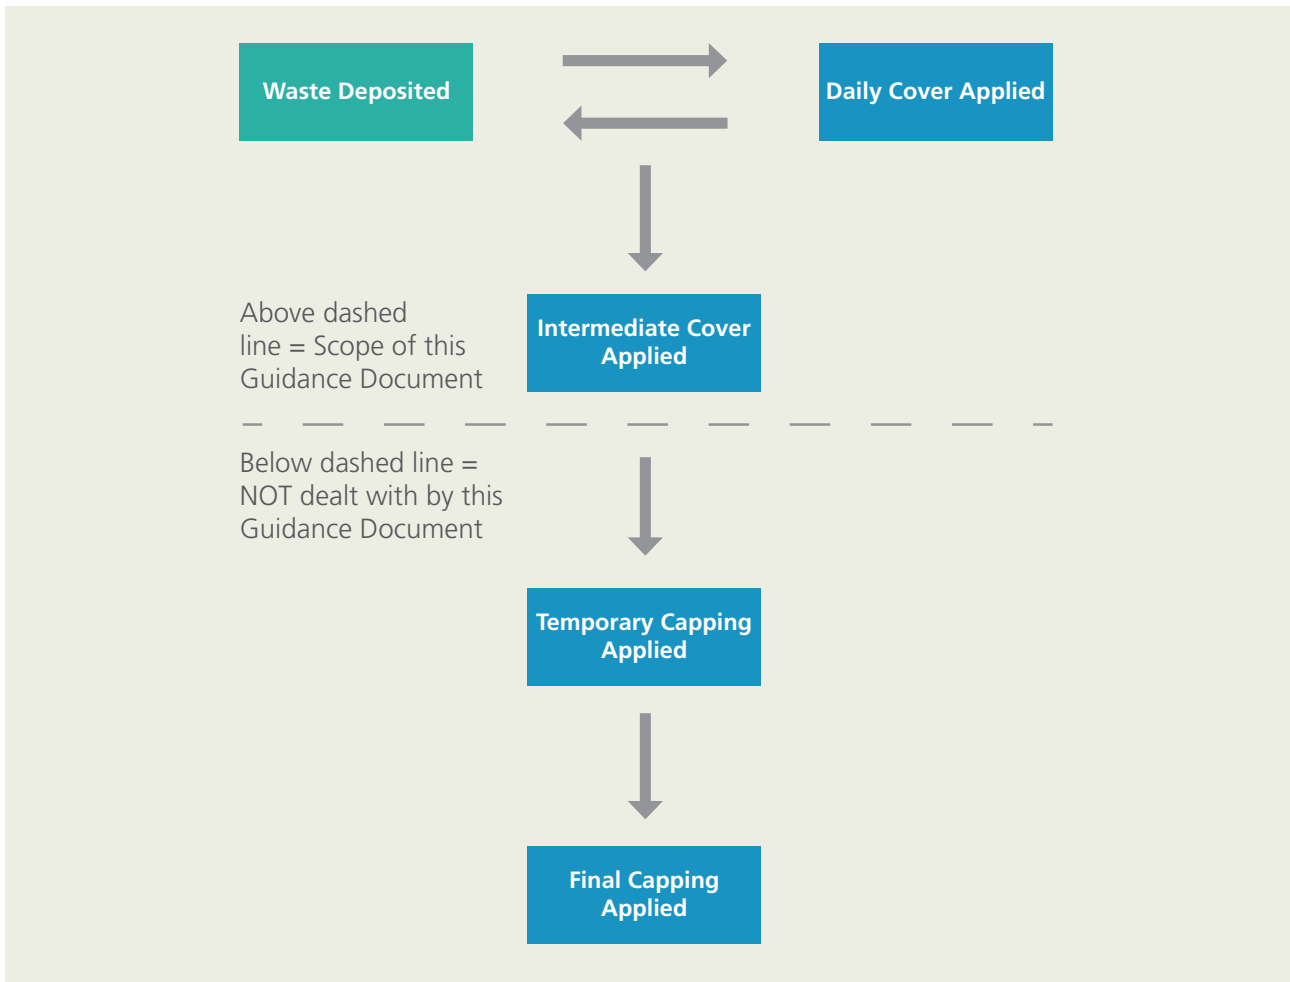 Waste Deposited
Daily Cover Applied
Intermediate Cover
Applied
Above dashed
line = Scope of this
Guidance Document
Below dashed line =
NOT dealt with by this
Guidance Document
Temporary Capping
Applied
Final Capping
Applied